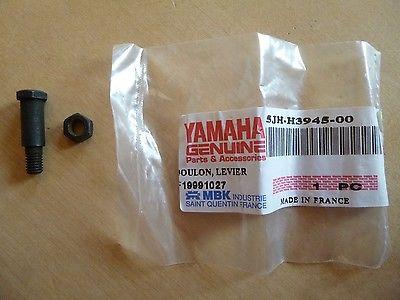 YAMAHA
GENUINE
Parts & Accessories
5JH-H3945-00
OULON, LEVIER
19991027
1 PC
MBK INDUSTRIE
SAINT QUENTIN FRANCE
MADE IN FRANCE